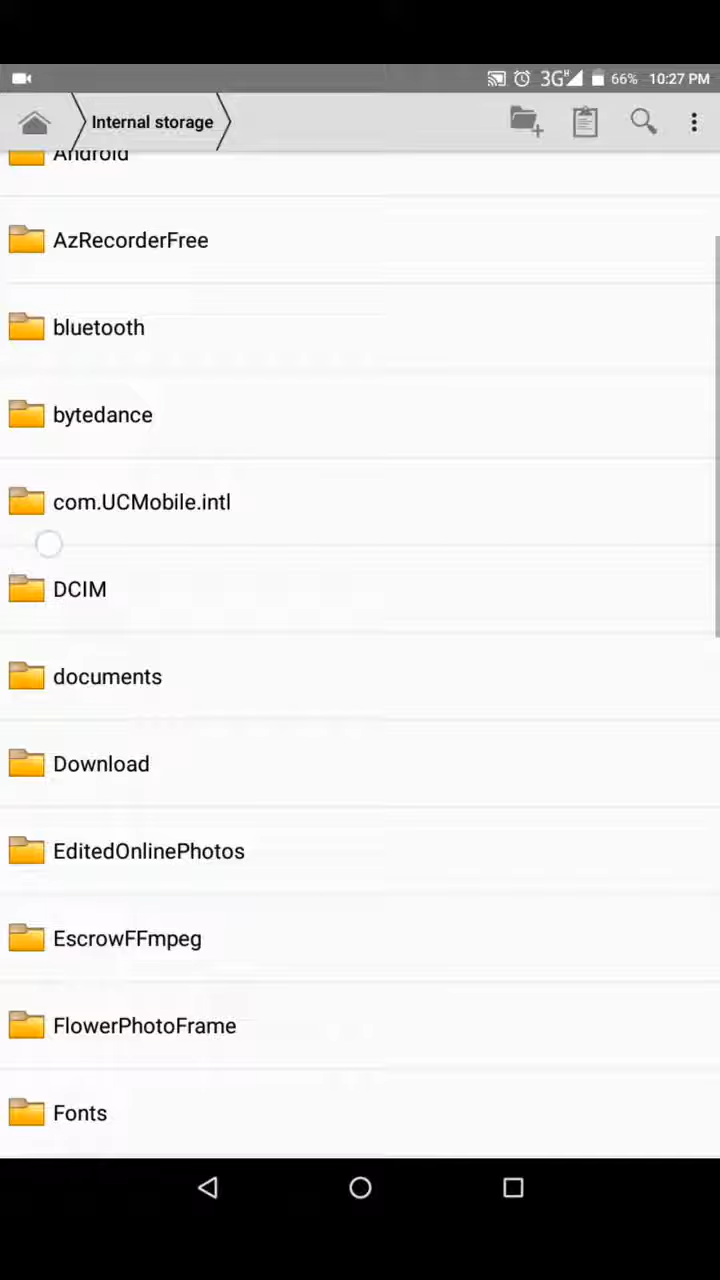 3G H 66% 10:27 PM
Internal storage
Android
AzRecorderFree
bluetooth
bytedance
com.UCMobile.intl
DCIM
documents
Download
EditedOnlinePhotos
EscrowFFmpeg
FlowerPhotoFrame
Fonts